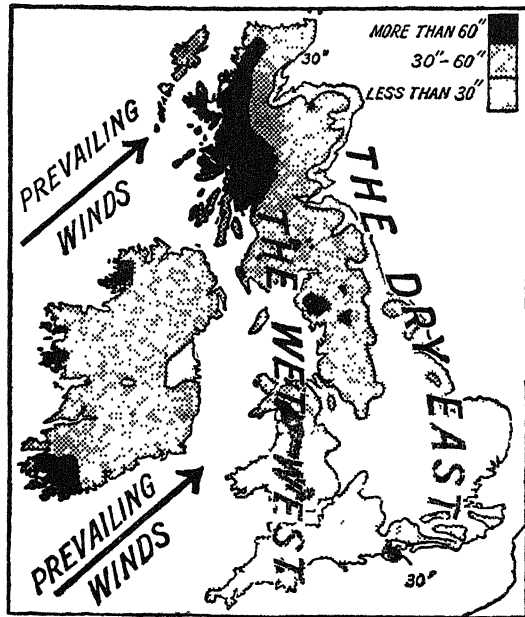 MORE THAN 60"
30"-60"
LESS THAN 30"
30"
PREVAILING
WINDS
THE DRY EAST
THE WET WEST
PREVAILING
WINDS
30"